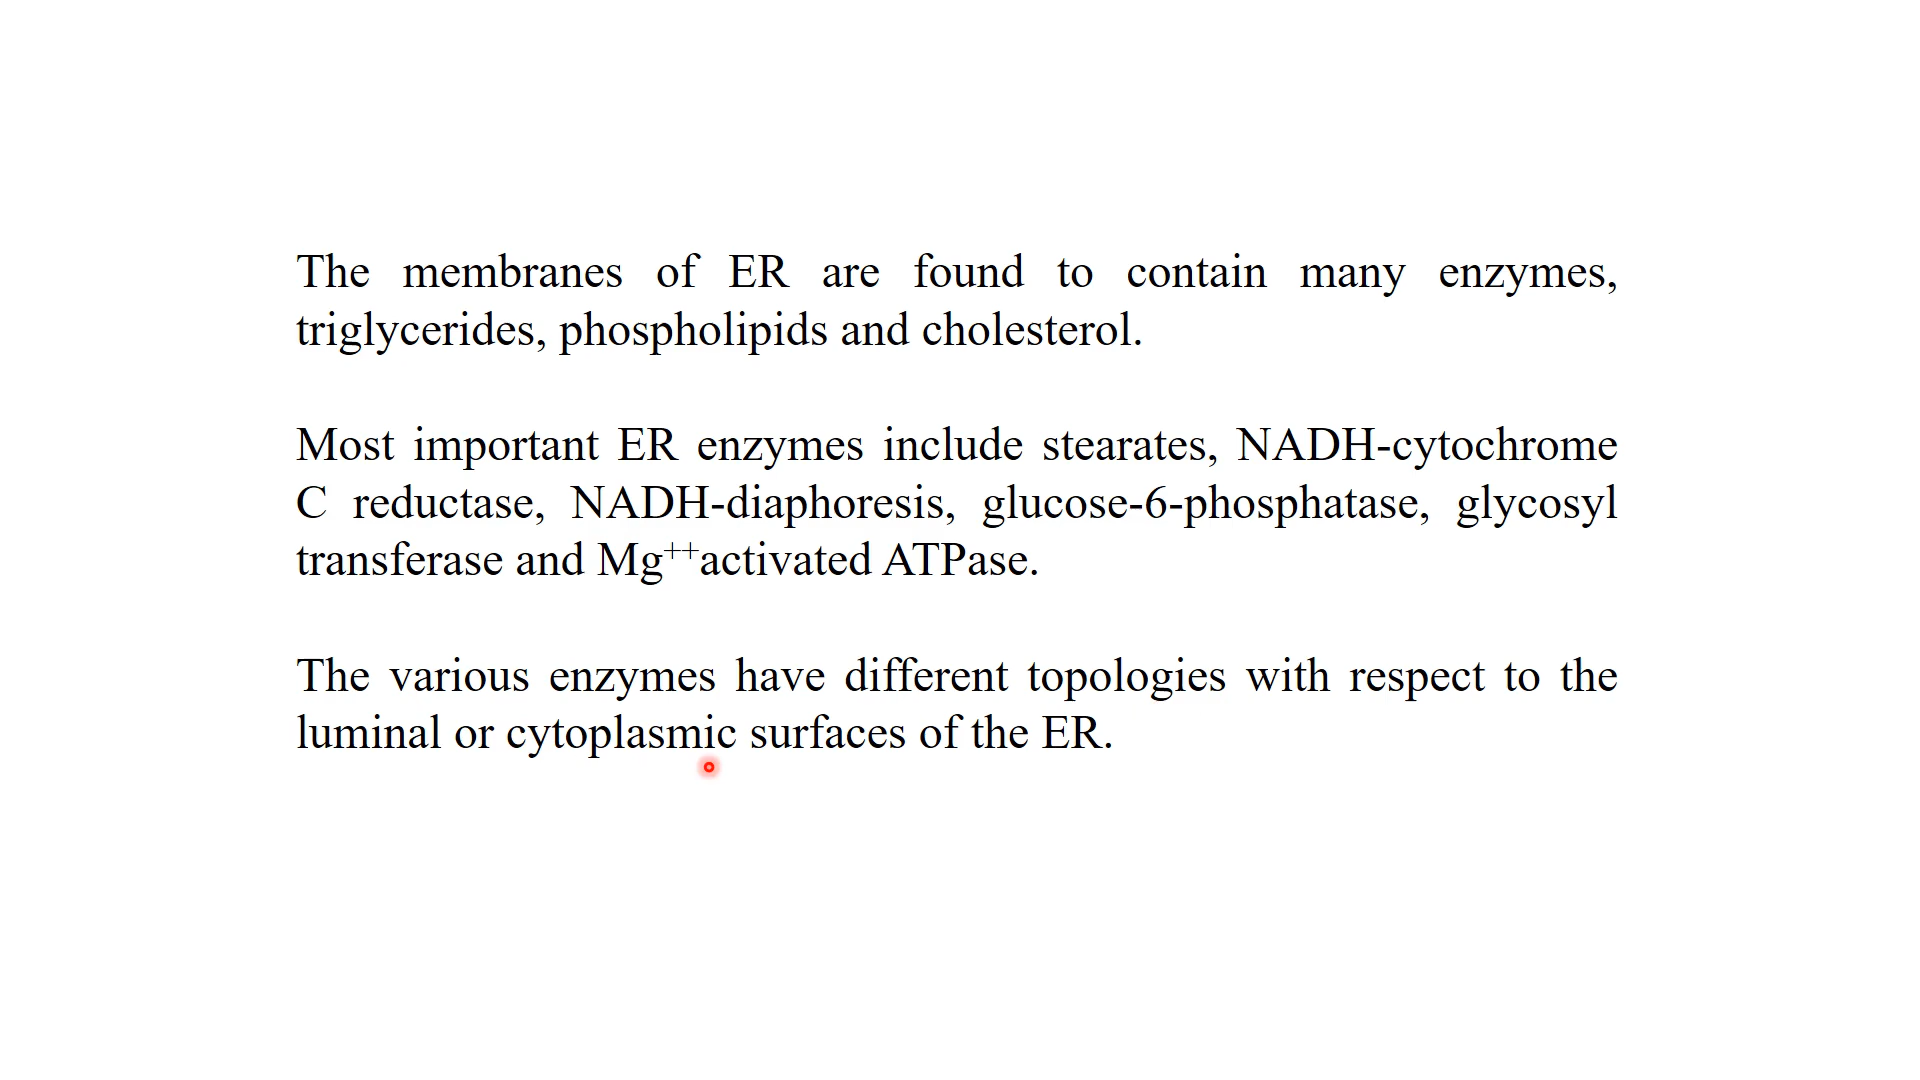 The membranes of ER are found to contain many enzymes,
triglycerides, phospholipids and cholesterol.
Most important ER enzymes include stearates, NADH-cytochrome
C reductase, NADH-diaphoresis, glucose-6-phosphatase, glycosyl
transferase and Mg⁺⁺activated ATPase.
The various enzymes have different topologies with respect to the
luminal or cytoplasmic surfaces of the ER.